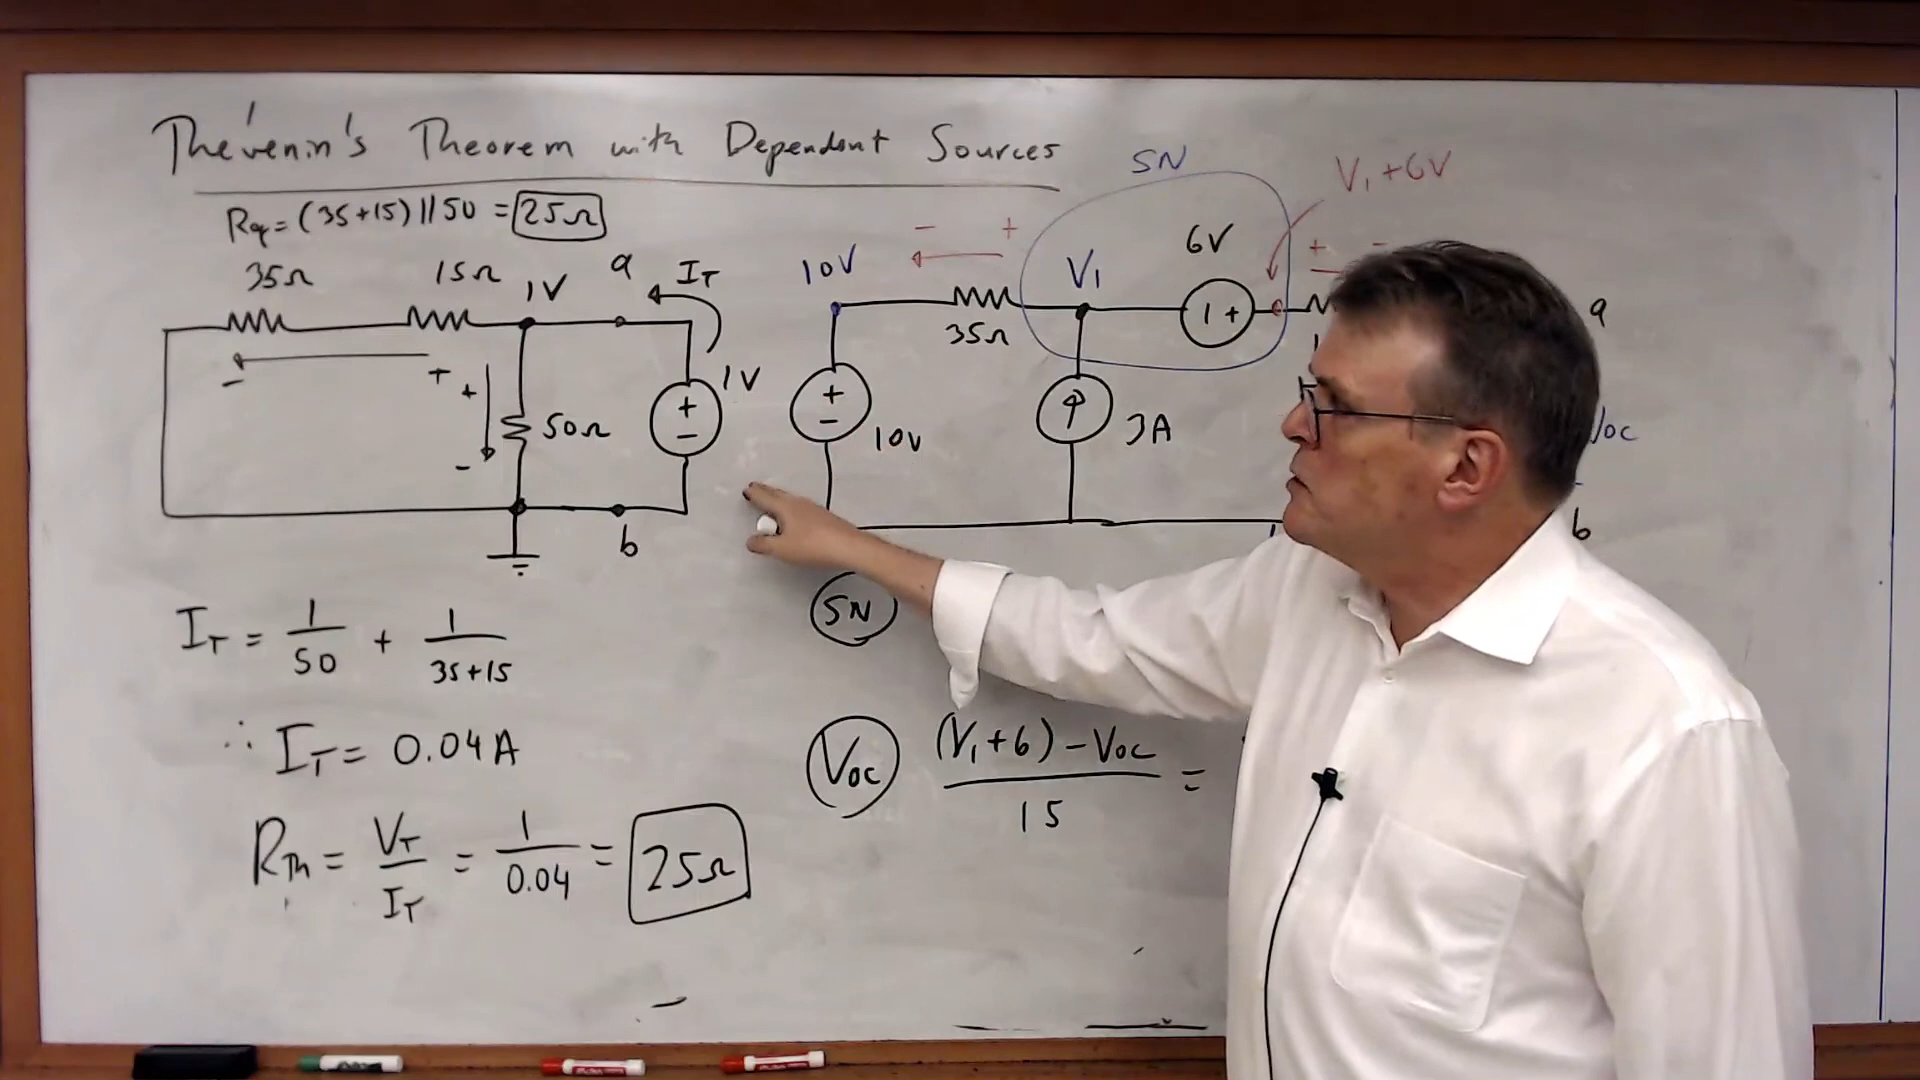 Thévenin's Theorem with Dependent Sources
Req = (35+15) || 50 = 25Ω
35Ω
15Ω
1V
a
IT
- +
+
-
50Ω
+
-
1V
b
IT = 1/50 + 1/(35+15)
∴ IT = 0.04A
RTh = VT/IT = 1/0.04 = 25Ω
SN
V1+6V
- +
+ -
10V
V1
6V
- +
35Ω
a
+
-
10V
3A
Voc
-
b
SN
Voc
((V1+6) - Voc)/15 =